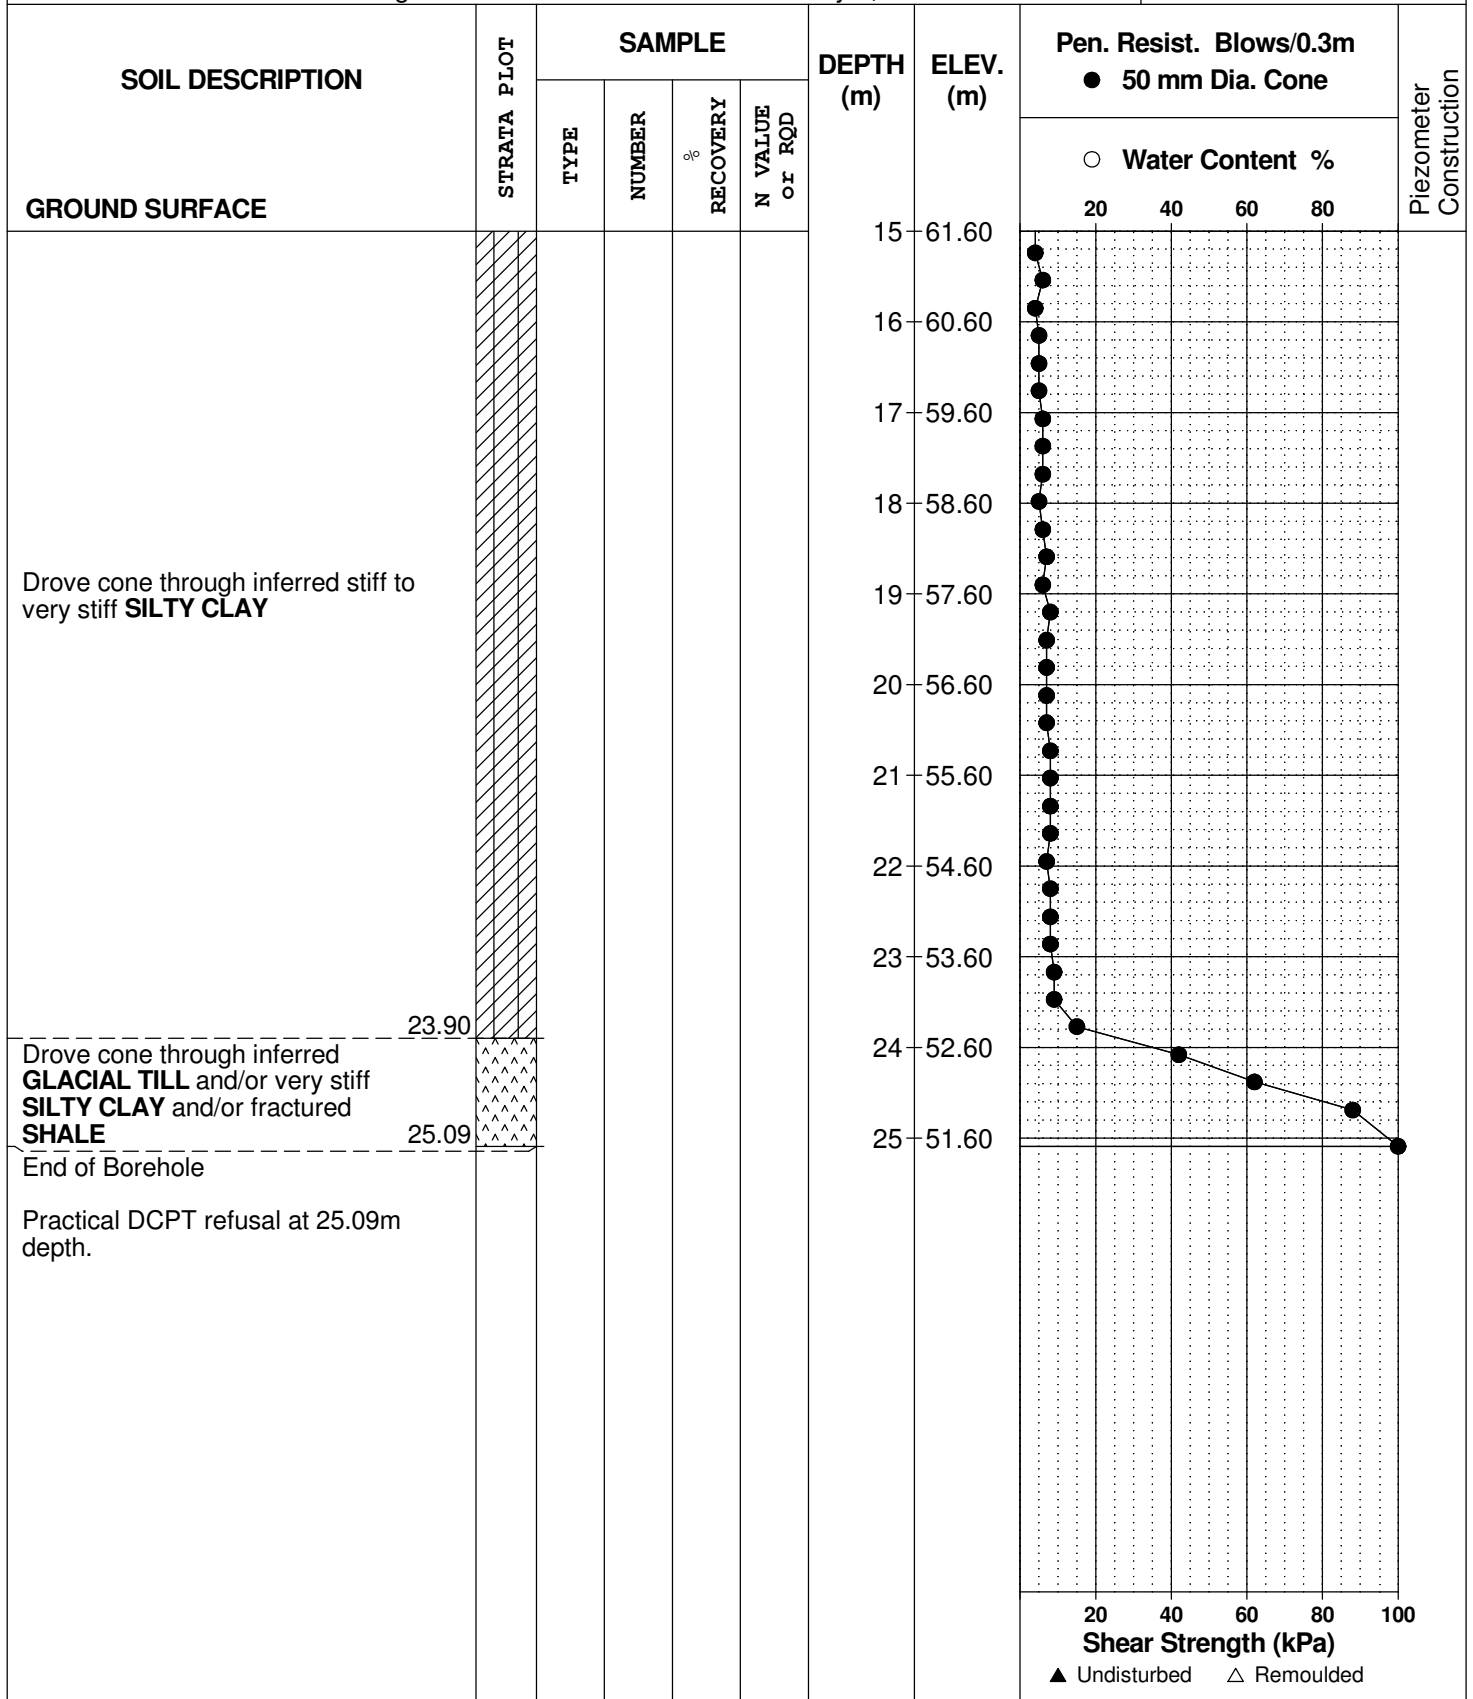 SOIL DESCRIPTION
GROUND SURFACE
STRATA PLOT
SAMPLE
TYPE
NUMBER
%
RECOVERY
N VALUE
or RQD
DEPTH
(m)
ELEV.
(m)
Pen. Resist. Blows/0.3m
● 50 mm Dia. Cone
○ Water Content %
20 40 60 80
Piezometer
Construction
15 61.60
16 60.60
17 59.60
18 58.60
Drove cone through inferred stiff to
very stiff SILTY CLAY
19 57.60
20 56.60
21 55.60
22 54.60
23 53.60
23.90
24 52.60
Drove cone through inferred
GLACIAL TILL and/or very stiff
SILTY CLAY and/or fractured
SHALE 25.09
25 51.60
End of Borehole
Practical DCPT refusal at 25.09m
depth.
20 40 60 80 100
Shear Strength (kPa)
▲ Undisturbed △ Remoulded